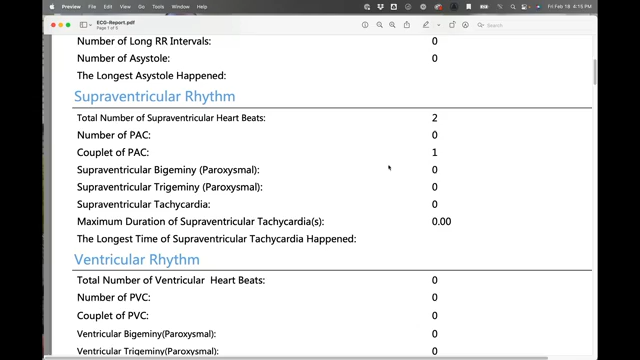 Preview File Edit View Go Tools Window Help
Fri Feb 18 4:15 PM
ECG-Report.pdf
Page 1 of 5
Search
Number of Long RR Intervals: 0
Number of Asystole: 0
The Longest Asystole Happened:
Supraventricular Rhythm
Total Number of Supraventricular Heart Beats: 2
Number of PAC: 0
Couplet of PAC: 1
Supraventricular Bigeminy (Paroxysmal): 0
Supraventricular Trigeminy (Paroxysmal): 0
Supraventricular Tachycardia: 0
Maximum Duration of Supraventricular Tachycardia(s): 0.00
The Longest Time of Supraventricular Tachycardia Happened:
Ventricular Rhythm
Total Number of Ventricular Heart Beats: 0
Number of PVC: 0
Couplet of PVC: 0
Ventricular Bigeminy(Paroxysmal): 0
Ventricular Trigeminy(Paroxysmal): 0